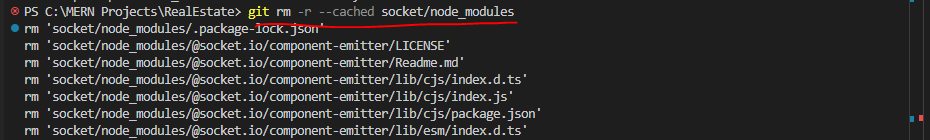 PS C:\MERN Projects\RealEstate> git rm -r --cached socket/node_modules
rm 'socket/node_modules/.package-lock.json'
rm 'socket/node_modules/@socket.io/component-emitter/LICENSE'
rm 'socket/node_modules/@socket.io/component-emitter/Readme.md'
rm 'socket/node_modules/@socket.io/component-emitter/lib/cjs/index.d.ts'
rm 'socket/node_modules/@socket.io/component-emitter/lib/cjs/index.js'
rm 'socket/node_modules/@socket.io/component-emitter/lib/cjs/package.json'
rm 'socket/node_modules/@socket.io/component-emitter/lib/esm/index.d.ts'